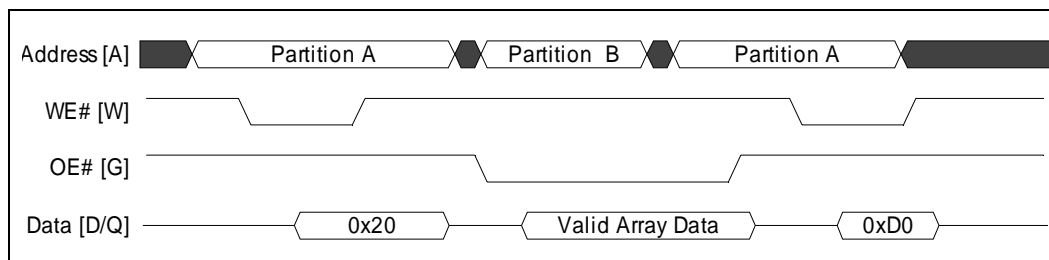 Address [A] Partition A Partition B Partition A
WE# [W]
OE# [G]
Data [D/Q] 0x20 Valid Array Data 0xD0